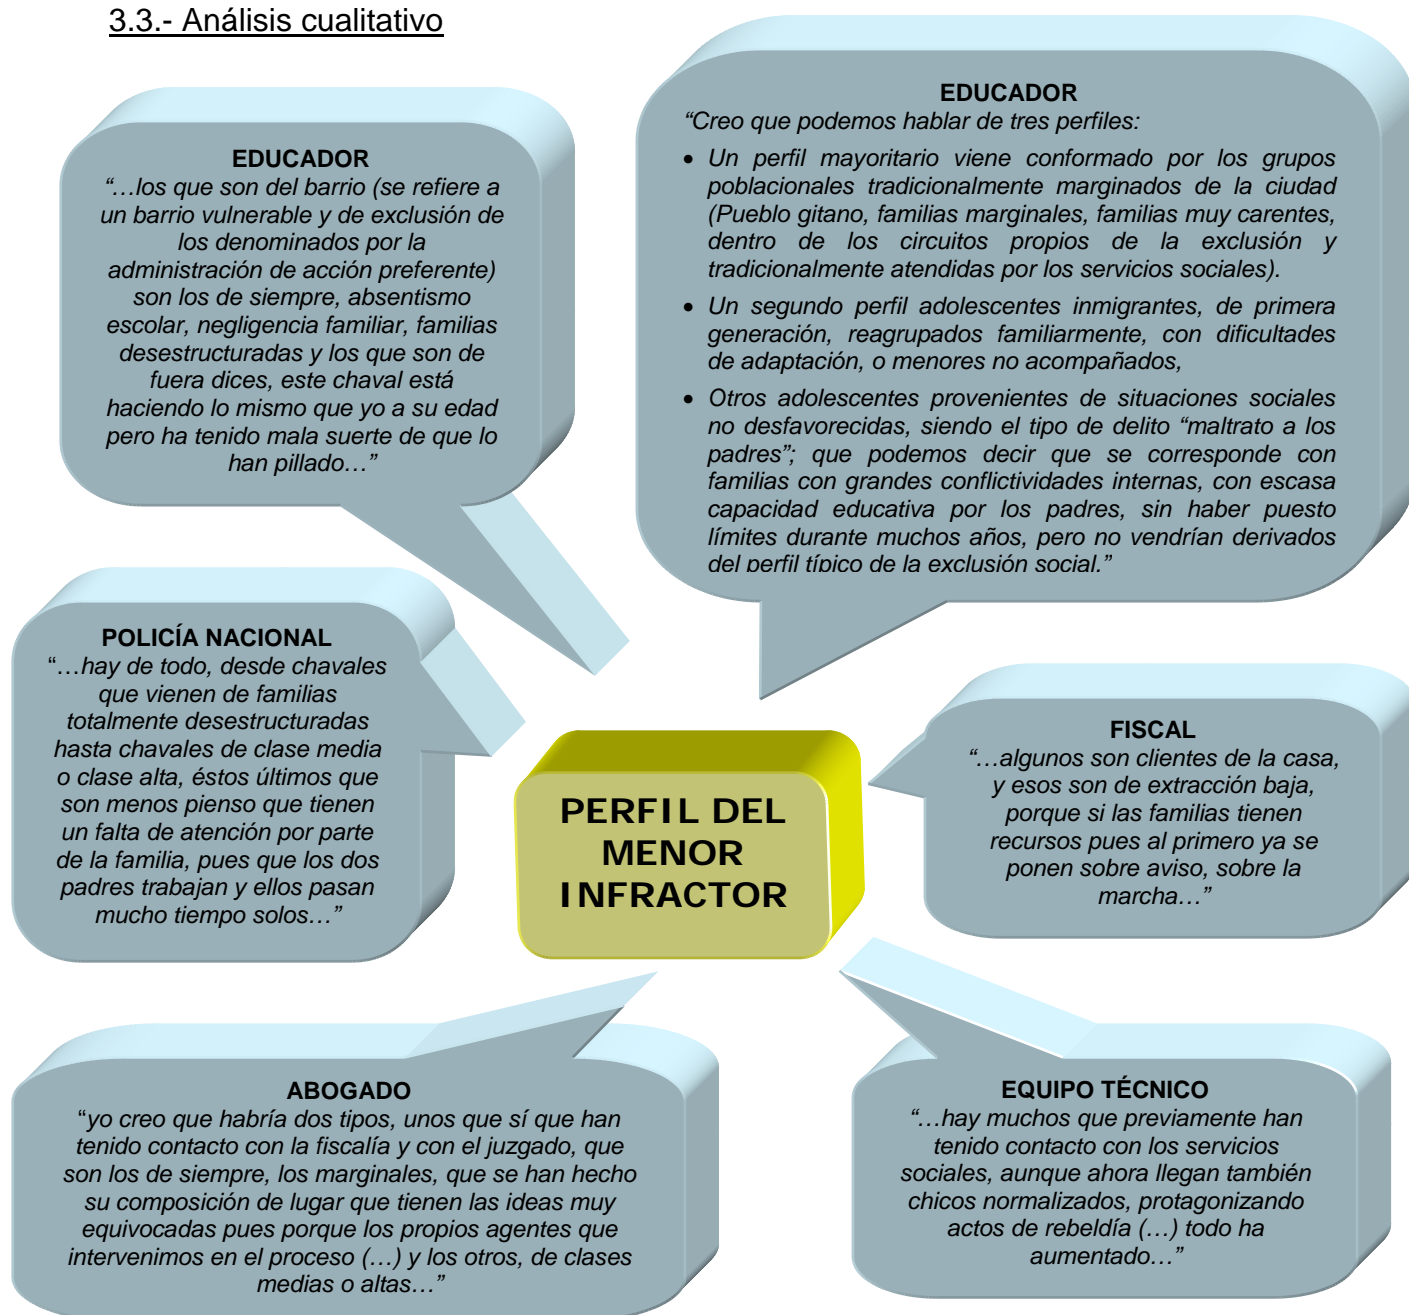 3.3.- Análisis cualitativo
EDUCADOR
“…los que son del barrio (se refiere a
un barrio vulnerable y de exclusión de
los denominados por la
administración de acción preferente)
son los de siempre, absentismo
escolar, negligencia familiar, familias
desestructuradas y los que son de
fuera dices, este chaval está
haciendo lo mismo que yo a su edad
pero ha tenido mala suerte de que lo
han pillado…”
EDUCADOR
“Creo que podemos hablar de tres perfiles:
• Un perfil mayoritario viene conformado por los grupos
poblacionales tradicionalmente marginados de la ciudad
(Pueblo gitano, familias marginales, familias muy carentes,
dentro de los circuitos propios de la exclusión y
tradicionalmente atendidas por los servicios sociales).
• Un segundo perfil adolescentes inmigrantes, de primera
generación, reagrupados familiarmente, con dificultades
de adaptación, o menores no acompañados,
• Otros adolescentes provenientes de situaciones sociales
no desfavorecidas, siendo el tipo de delito “maltrato a los
padres”; que podemos decir que se corresponde con
familias con grandes conflictividades internas, con escasa
capacidad educativa por los padres, sin haber puesto
límites durante muchos años, pero no vendrían derivados
del perfil típico de la exclusión social.”
POLICÍA NACIONAL
“…hay de todo, desde chavales
que vienen de familias
totalmente desestructuradas
hasta chavales de clase media
o clase alta, éstos últimos que
son menos pienso que tienen
un falta de atención por parte
de la familia, pues que los dos
padres trabajan y ellos pasan
mucho tiempo solos…”
PERFIL DEL
MENOR
INFRACTOR
FISCAL
“…algunos son clientes de la casa,
y esos son de extracción baja,
porque si las familias tienen
recursos pues al primero ya se
ponen sobre aviso, sobre la
marcha…”
ABOGADO
“yo creo que habría dos tipos, unos que sí que han
tenido contacto con la fiscalía y con el juzgado, que
son los de siempre, los marginales, que se han hecho
su composición de lugar que tienen las ideas muy
equivocadas pues porque los propios agentes que
intervenimos en el proceso (…) y los otros, de clases
medias o altas…”
EQUIPO TÉCNICO
“…hay muchos que previamente han
tenido contacto con los servicios
sociales, aunque ahora llegan también
chicos normalizados, protagonizando
actos de rebeldía (…) todo ha
aumentado…”